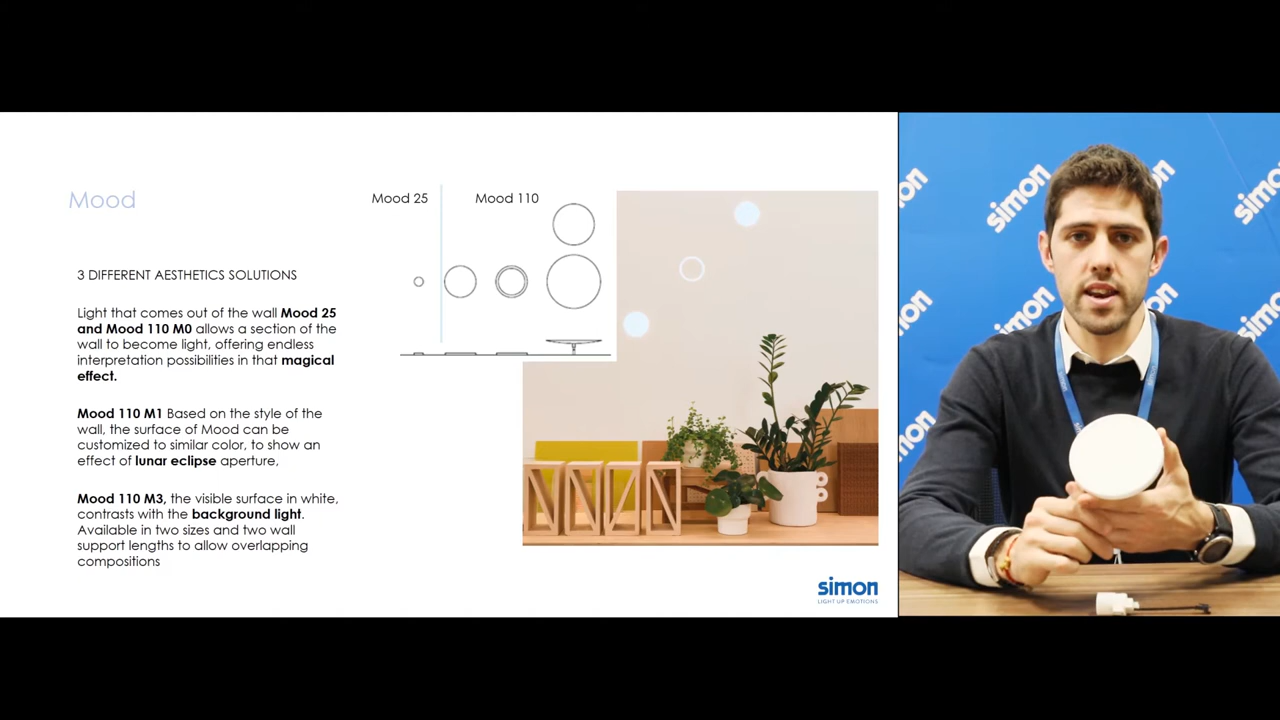 Mood
Mood 25
Mood 110
3 DIFFERENT AESTHETICS SOLUTIONS
Light that comes out of the wall Mood 25
and Mood 110 M0 allows a section of the
wall to become light, offering endless
interpretation possibilities in that magical
effect.
Mood 110 M1 Based on the style of the
wall, the surface of Mood can be
customized to similar color, to show an
effect of lunar eclipse aperture,
Mood 110 M3, the visible surface in white,
contrasts with the background light.
Available in two sizes and two wall
support lengths to allow overlapping
compositions
simon
LIGHT UP EMOTIONS
simon
simon
simon
simon